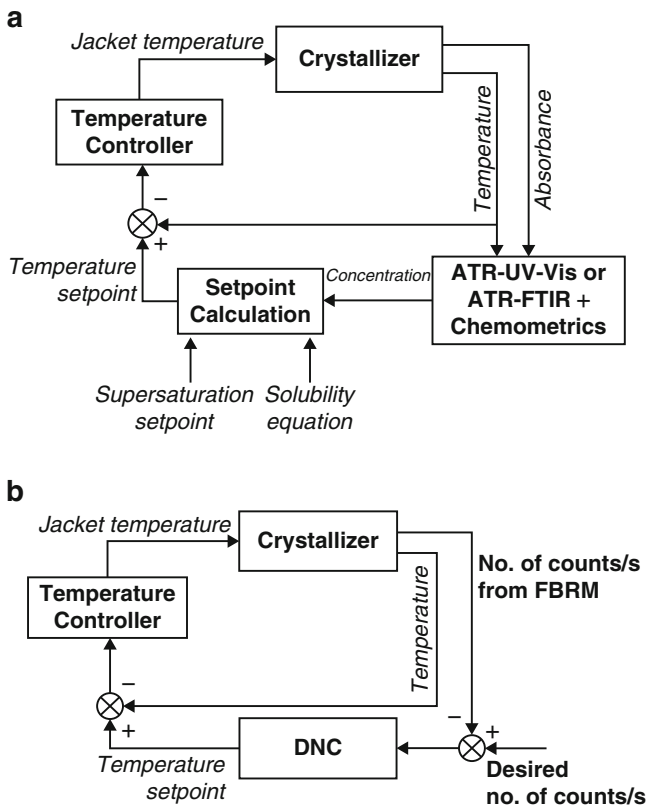 a
Jacket temperature
Crystallizer
Temperature
Controller
Temperature
Absorbance
−
+
Temperature
setpoint
Setpoint
Calculation
Concentration
ATR-UV-Vis or
ATR-FTIR +
Chemometrics
Supersaturation
setpoint
Solubility
equation
b
Jacket temperature
Crystallizer
No. of counts/s
from FBRM
Temperature
Controller
Temperature
−
+
−
+
DNC
Temperature
setpoint
Desired
no. of counts/s